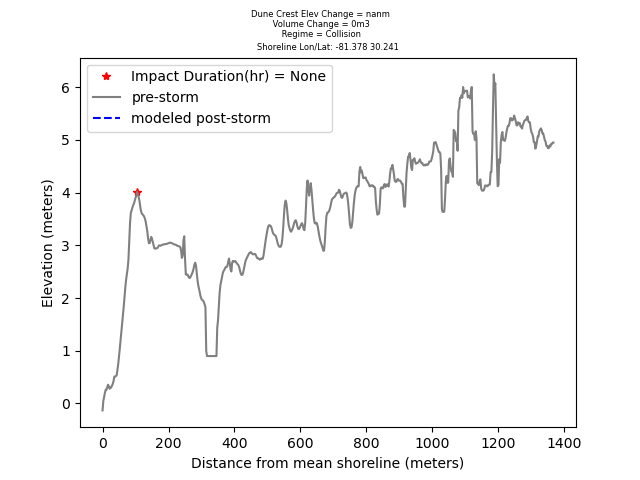 Dune Crest Elev Change = nanm
Volume Change = 0m3
Regime = Collision
Shoreline Lon/Lat: -81.378 30.241
Impact Duration(hr) = None
pre-storm
modeled post-storm
Elevation (meters)
6
5
4
3
2
1
0
0 200 400 600 800 1000 1200 1400
Distance from mean shoreline (meters)